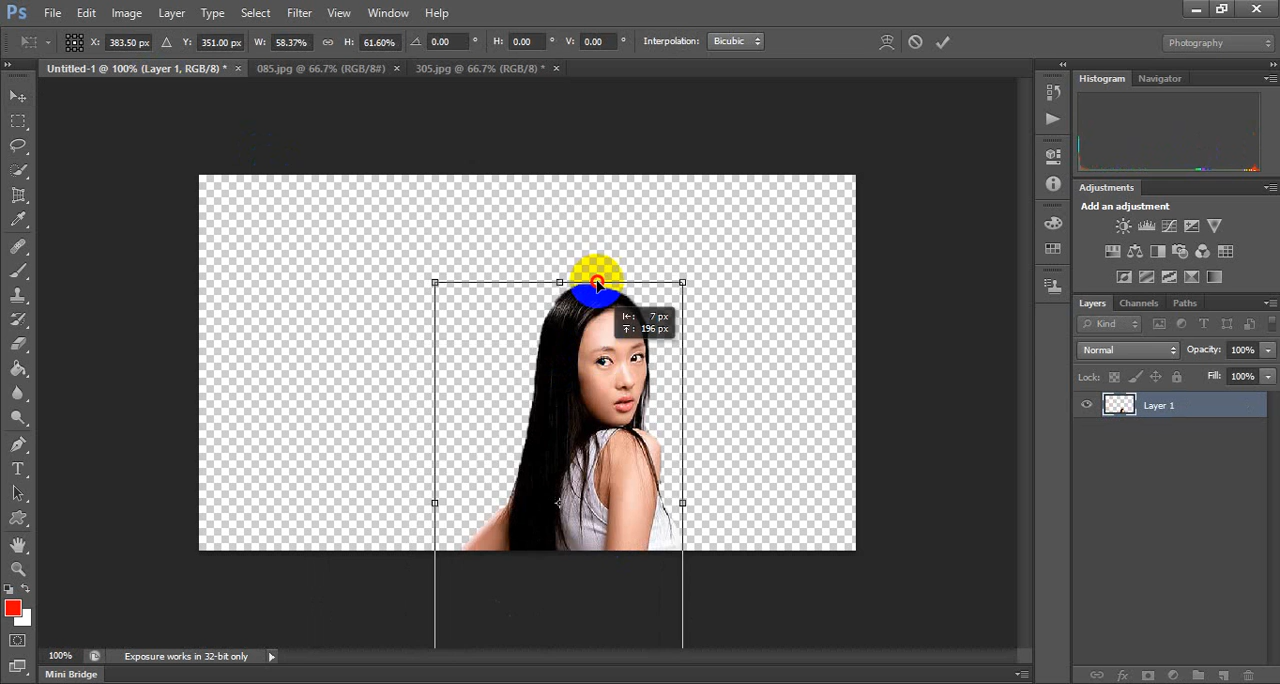 Ps File Edit Image Layer Type Select Filter View Window Help
X: 383.50 px Y: 351.00 px W: 58.37% H: 61.60% 0.00 ° H: 0.00 ° V: 0.00 ° Interpolation: Bicubic Photography
Untitled-1 @ 100% (Layer 1, RGB/8) * × 085.jpg @ 66.7% (RGB/8#) × 305.jpg @ 66.7% (RGB/8) * ×
Histogram Navigator
Adjustments
Add an adjustment
Layers Channels Paths
Kind
Normal Opacity: 100%
Lock: Fill: 100%
Layer 1
7 px
196 px
100% Exposure works in 32-bit only
Mini Bridge